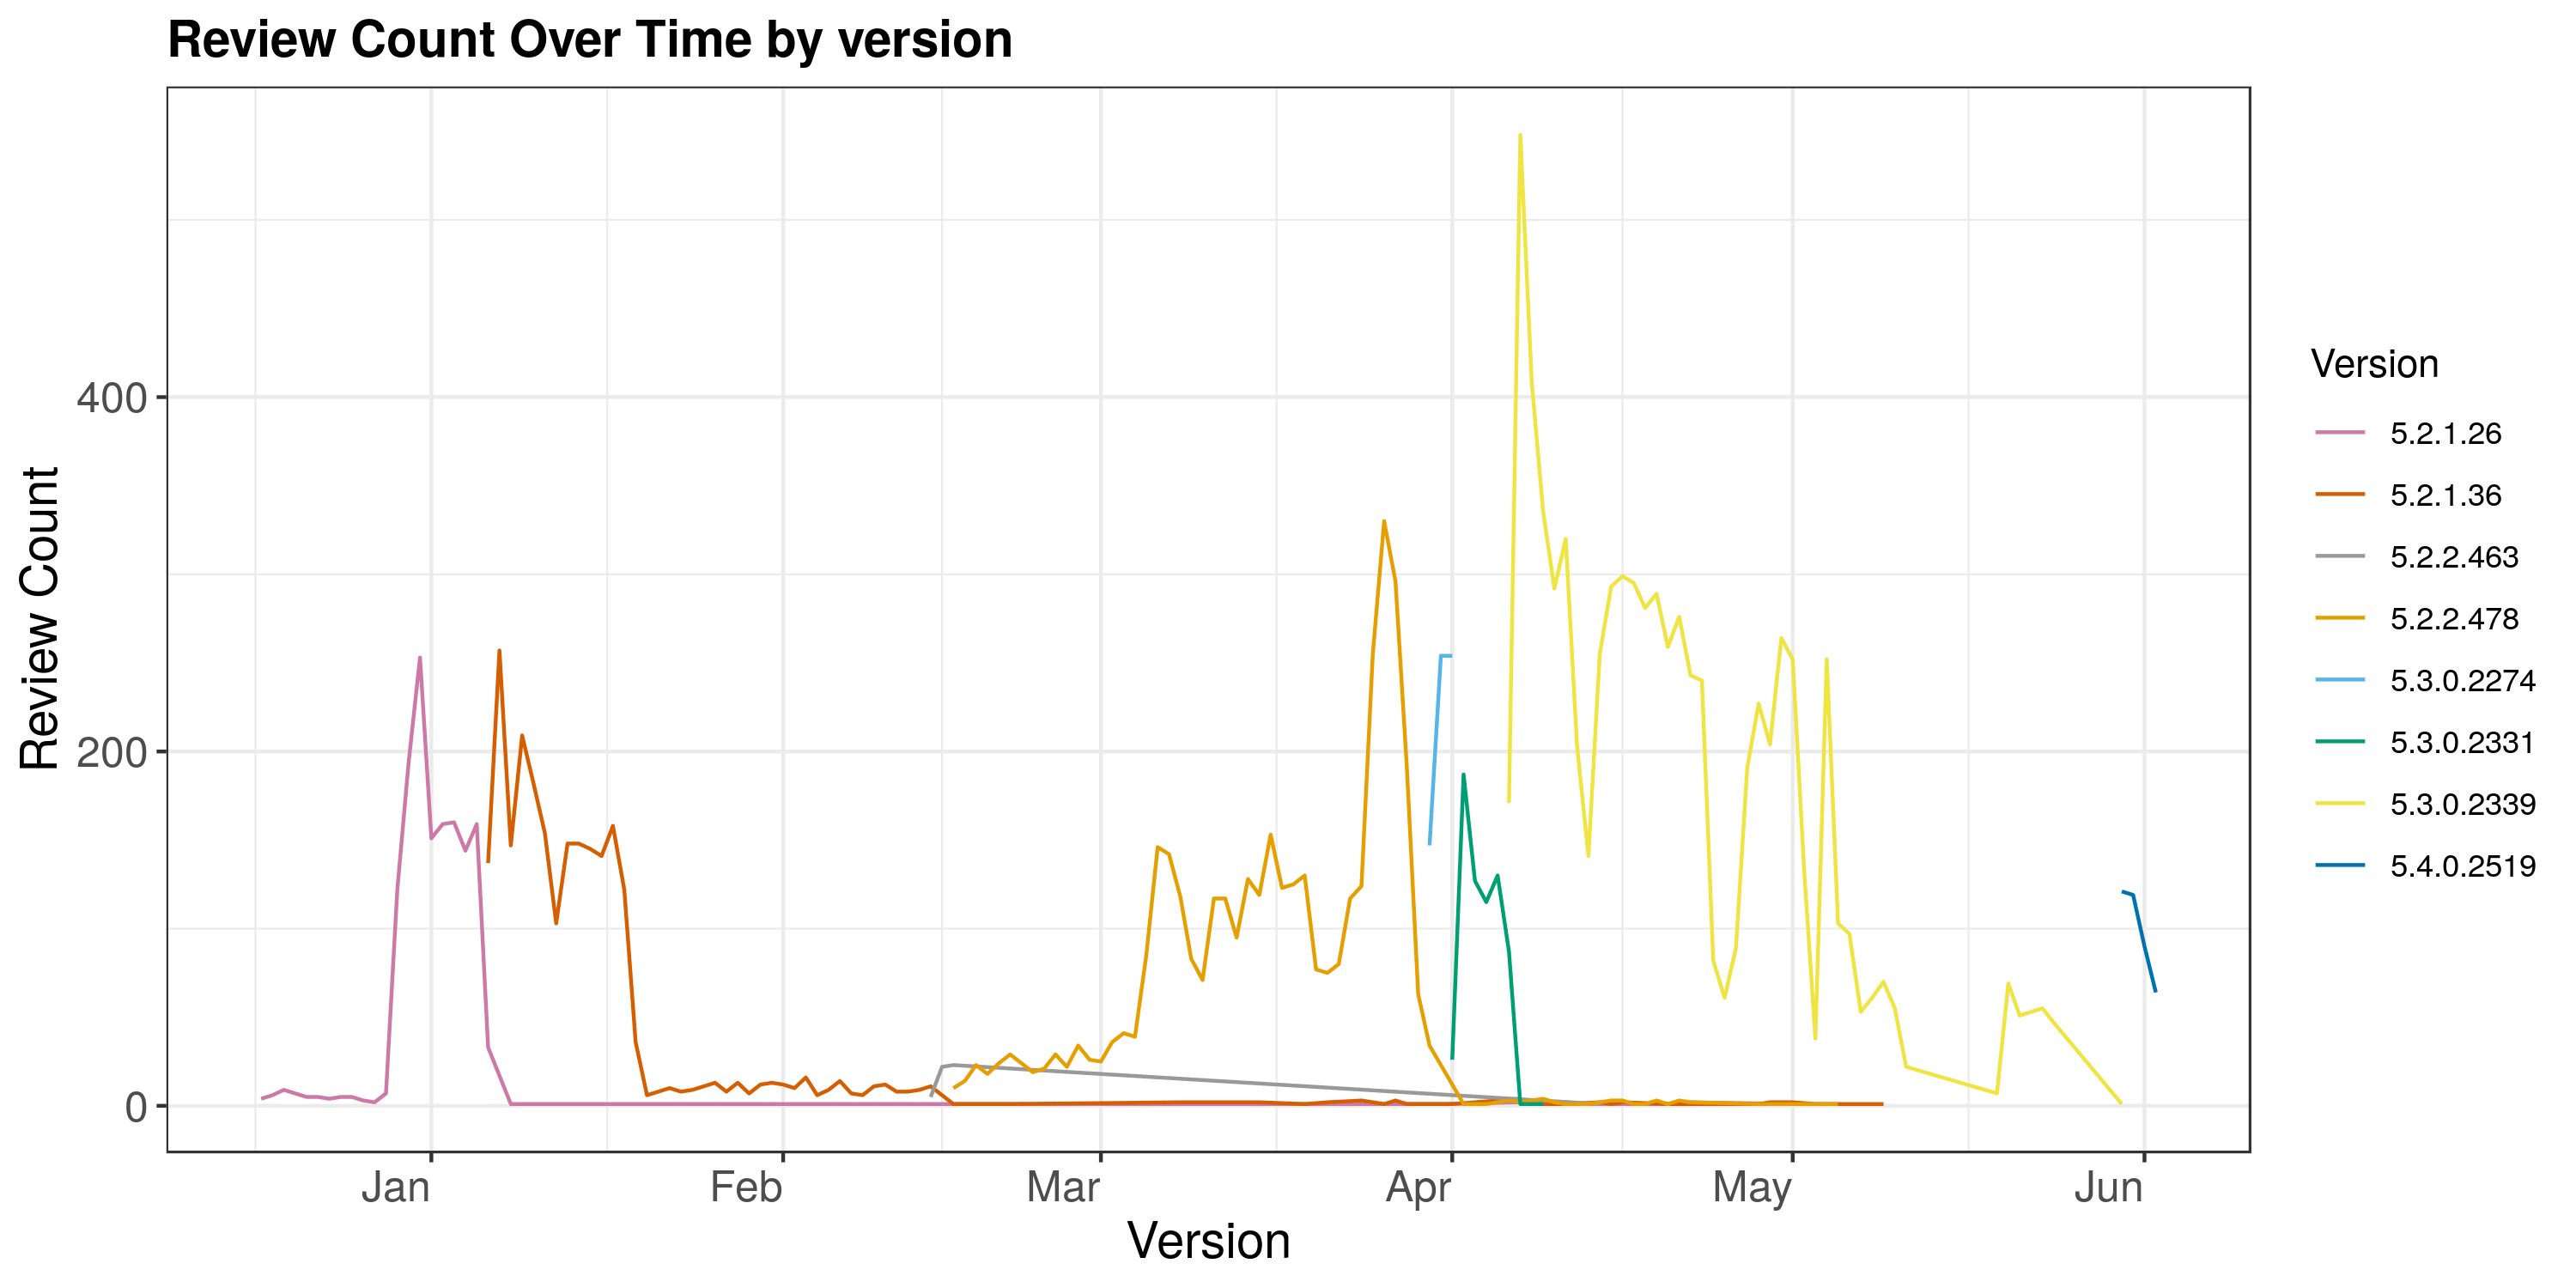 Review Count Over Time by version
Review Count
400
200
0
Jan Feb Mar Apr May Jun
Version
Version
5.2.1.26
5.2.1.36
5.2.2.463
5.2.2.478
5.3.0.2274
5.3.0.2331
5.3.0.2339
5.4.0.2519